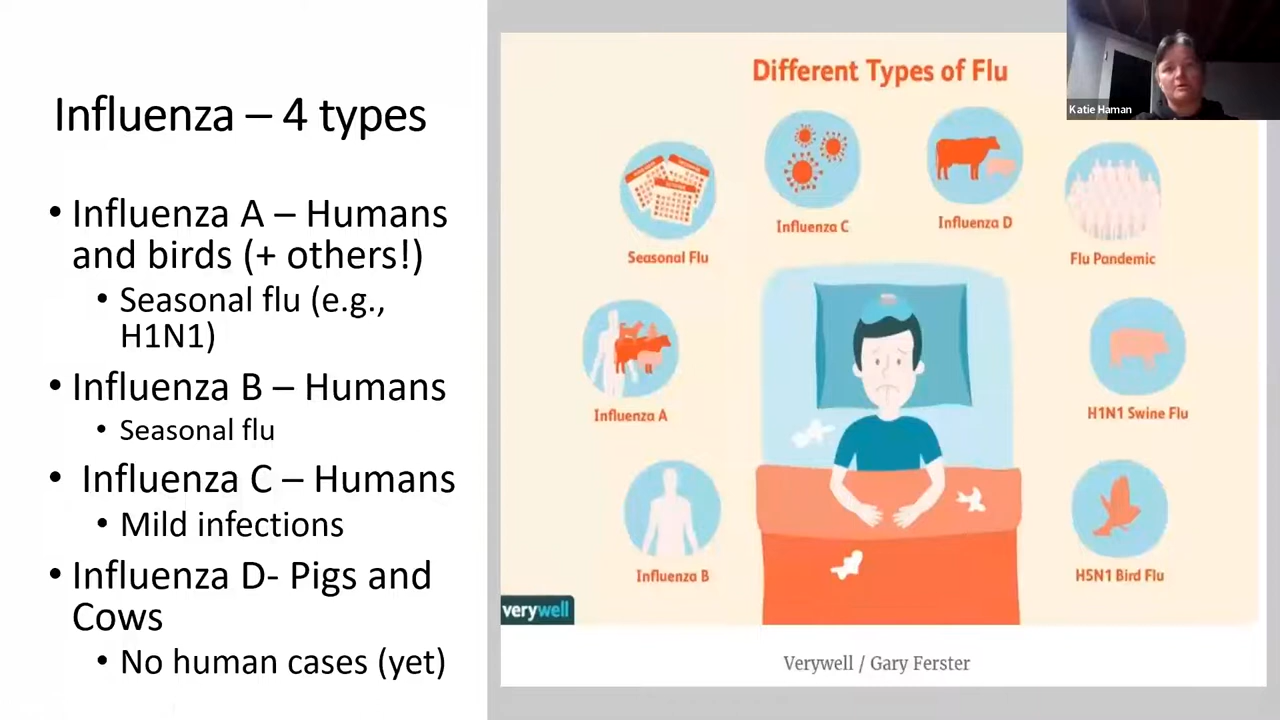 Influenza – 4 types
• Influenza A – Humans
and birds (+ others!)
• Seasonal flu (e.g.,
H1N1)
• Influenza B – Humans
• Seasonal flu
• Influenza C – Humans
• Mild infections
• Influenza D- Pigs and
Cows
• No human cases (yet)
Different Types of Flu
Katie Haman
Influenza C
Influenza D
Seasonal Flu
Flu Pandemic
Influenza A
H1N1 Swine Flu
Influenza B
H5N1 Bird Flu
verywell
Verywell / Gary Ferster